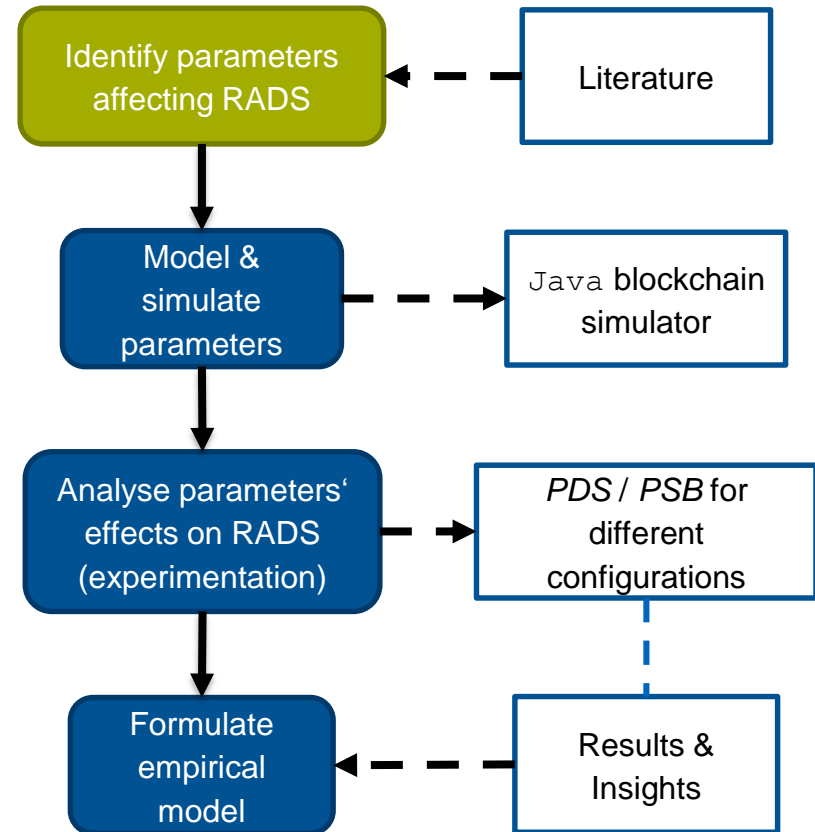 Identify parameters
affecting RADS
Literature
Model &
simulate
parameters
Java blockchain
simulator
Analyse parameters‘
effects on RADS
(experimentation)
PDS / PSB for
different
configurations
Formulate
empirical
model
Results &
Insights